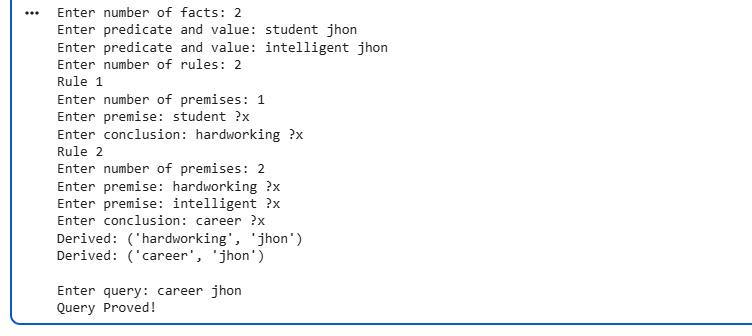 Enter number of facts: 2
Enter predicate and value: student jhon
Enter predicate and value: intelligent jhon
Enter number of rules: 2
Rule 1
Enter number of premises: 1
Enter premise: student ?x
Enter conclusion: hardworking ?x
Rule 2
Enter number of premises: 2
Enter premise: hardworking ?x
Enter premise: intelligent ?x
Enter conclusion: career ?x
Derived: ('hardworking', 'jhon')
Derived: ('career', 'jhon')
Enter query: career jhon
Query Proved!